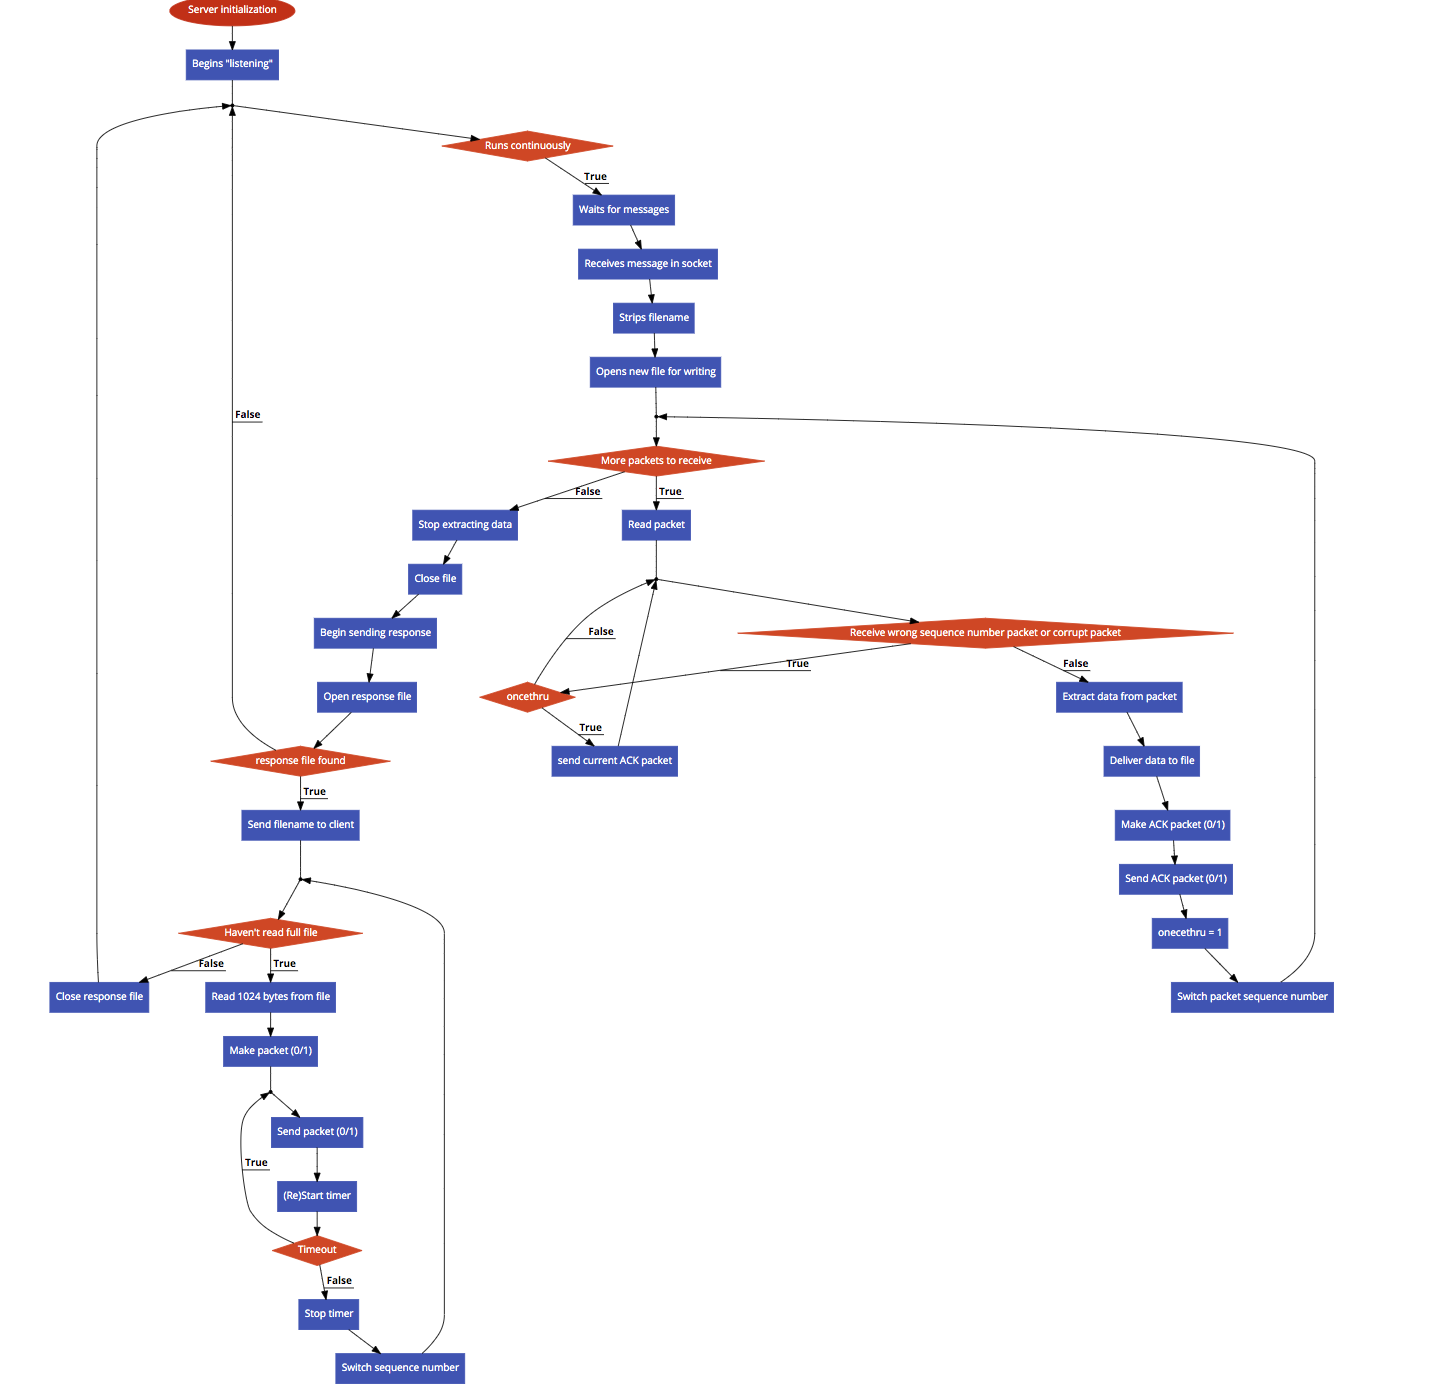 Server initialization
Begins "listening"
Runs continuously
True
Waits for messages
Receives message in socket
Strips filename
Opens new file for writing
False
More packets to receive
False
True
Stop extracting data
Read packet
Close file
Begin sending response
False
Receive wrong sequence number packet or corrupt packet
True
False
Open response file
oncethru
Extract data from packet
True
response file found
send current ACK packet
Deliver data to file
True
Send filename to client
Make ACK packet (0/1)
Send ACK packet (0/1)
Haven't read full file
onecethru = 1
False
True
Close response file
Read 1024 bytes from file
Switch packet sequence number
Make packet (0/1)
Send packet (0/1)
True
(Re)Start timer
Timeout
False
Stop timer
Switch sequence number